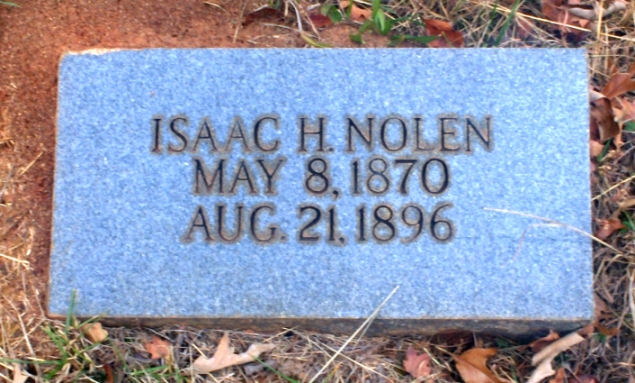 ISAAC H. NOLEN
MAY 8, 1870
AUG. 21, 1896